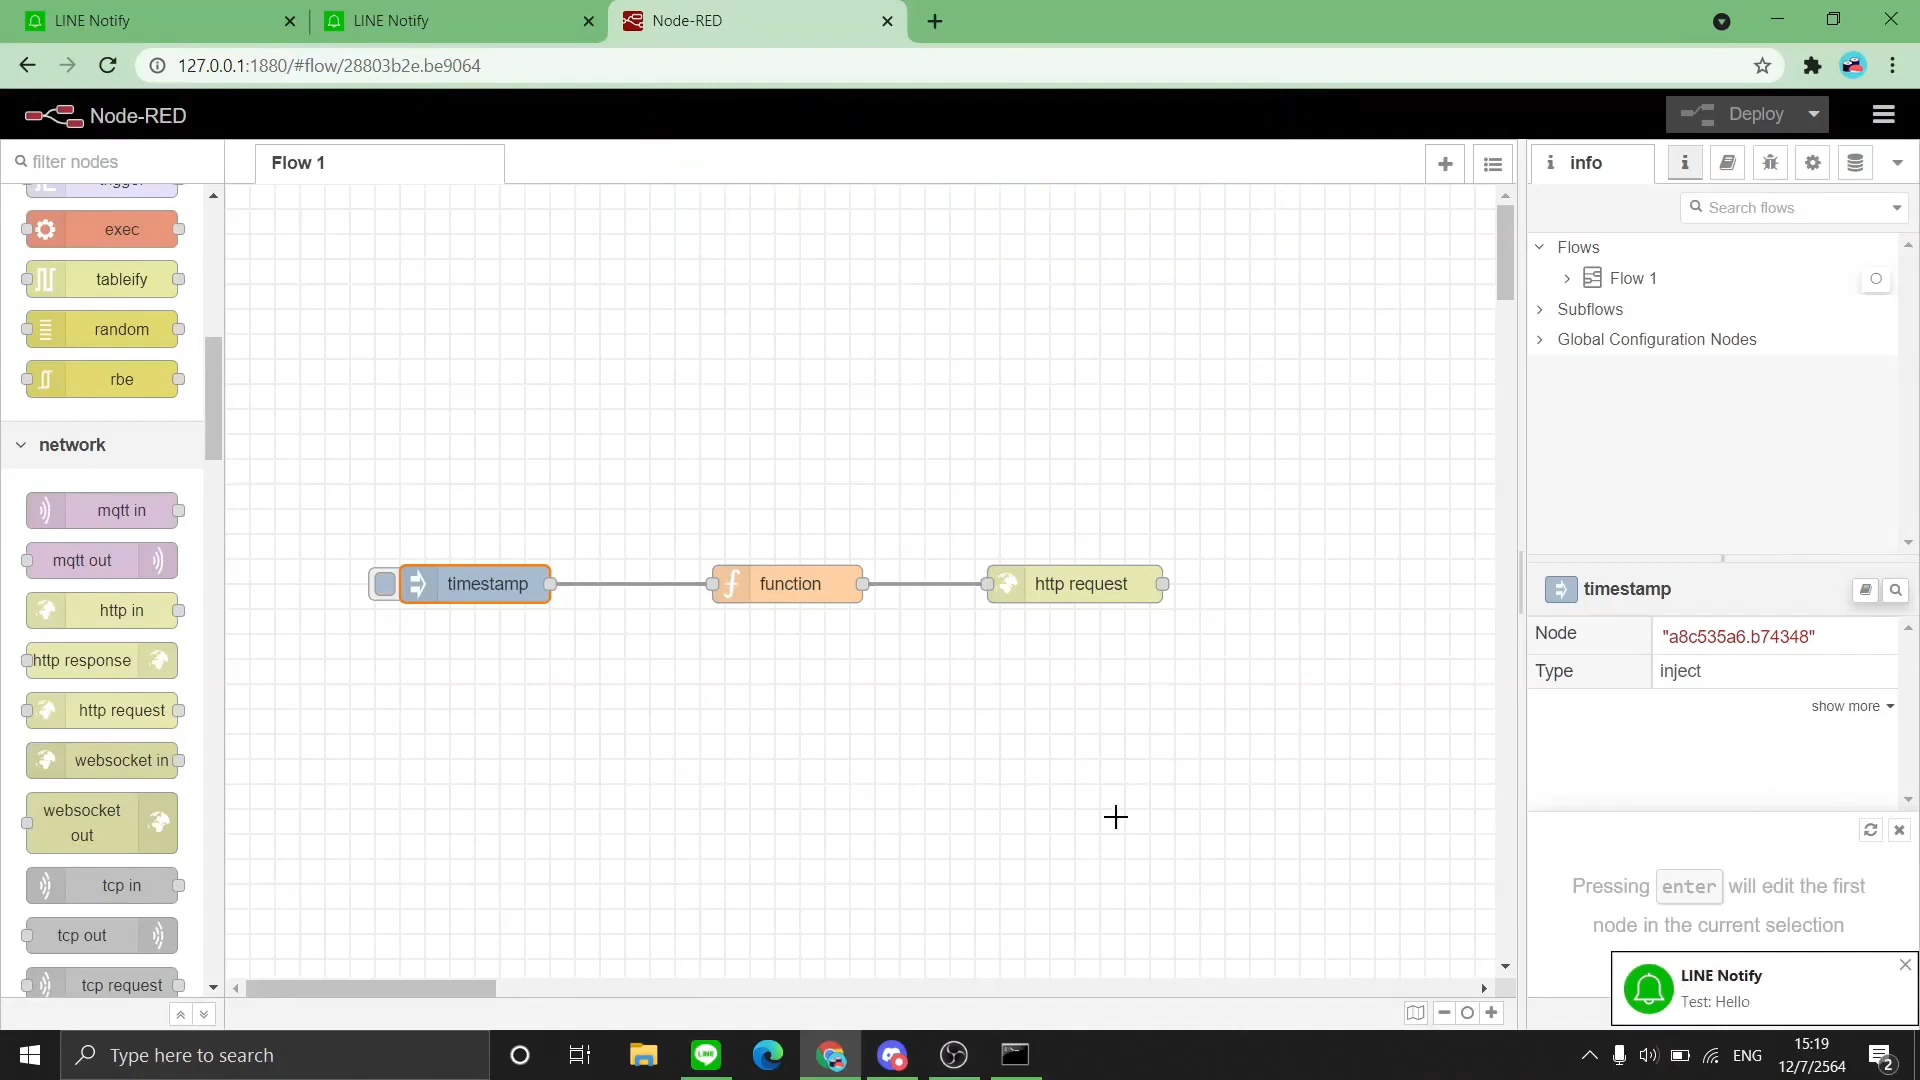 LINE Notify
LINE Notify
Node-RED
127.0.0.1:1880/#flow/28803b2e.be9064
Node-RED
Deploy
filter nodes
Flow 1
i info
Search flows
trigger
exec
tableify
random
rbe
network
mqtt in
mqtt out
http in
http response
http request
websocket in
websocket
out
tcp in
tcp out
tcp request
timestamp
function
http request
Flows
Flow 1
Subflows
Global Configuration Nodes
timestamp
Node "a8c535a6.b74348"
Type inject
show more
Pressing enter will edit the first
node in the current selection
LINE Notify
Test: Hello
Type here to search
LINE
ENG
15:19
12/7/2564
2